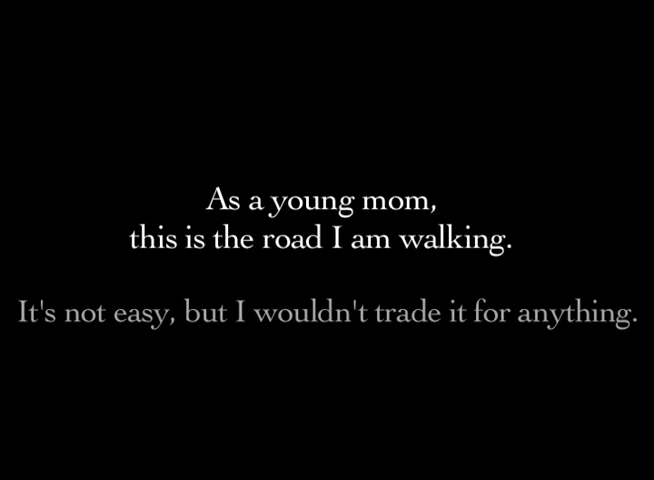 As a young mom,
this is the road I am walking.
It's not easy, but I wouldn't trade it for anything.